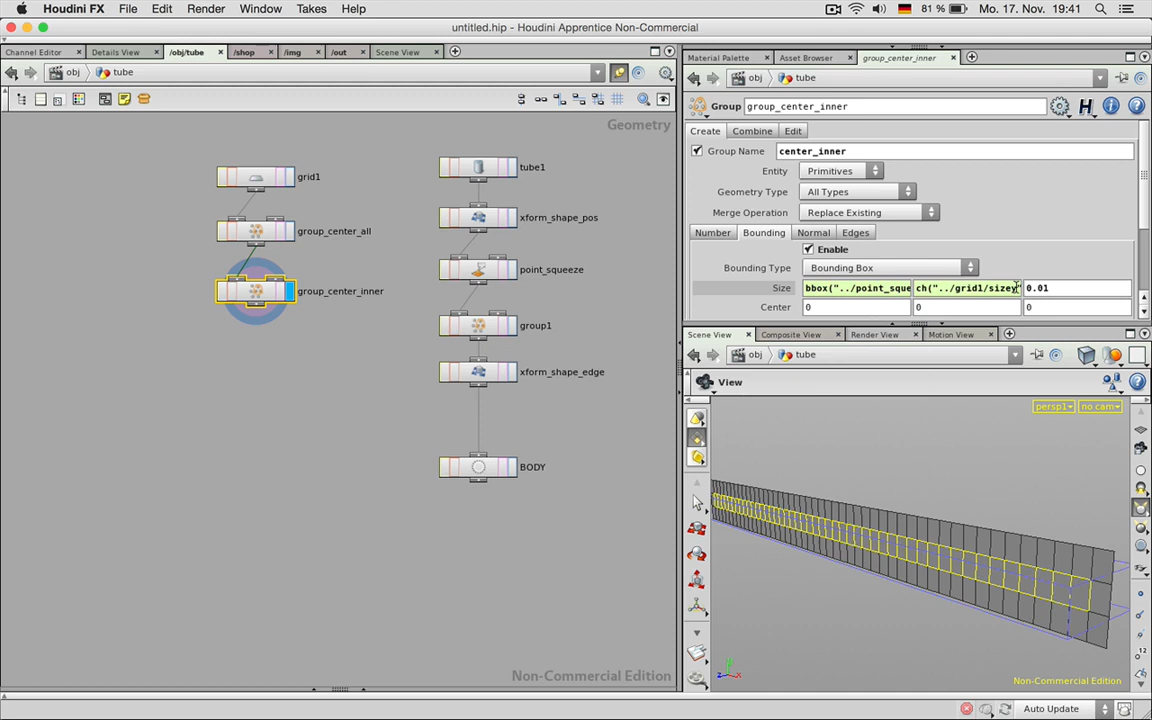 Houdini FX File Edit Render Window Takes Help 81 % Mo. 17. Nov. 19:41
untitled.hip - Houdini Apprentice Non-Commercial
Channel Editor Details View /obj/tube /shop /img /out Scene View
obj tube
Geometry
grid1
group_center_all
group_center_inner
tube1
xform_shape_pos
point_squeeze
group1
xform_shape_edge
BODY
Non-Commercial Edition
Material Palette Asset Browser group_center_inner
obj tube
Group group_center_inner
Create Combine Edit
Group Name center_inner
Entity Primitives
Geometry Type All Types
Merge Operation Replace Existing
Number Bounding Normal Edges
Enable
Bounding Type Bounding Box
Size bbox("../point_sque ch("../grid1/sizey" 0.01
Center 0 0 0
Scene View Composite View Render View Motion View
obj tube
View
persp1 no cam
Non-Commercial Edition
Auto Update